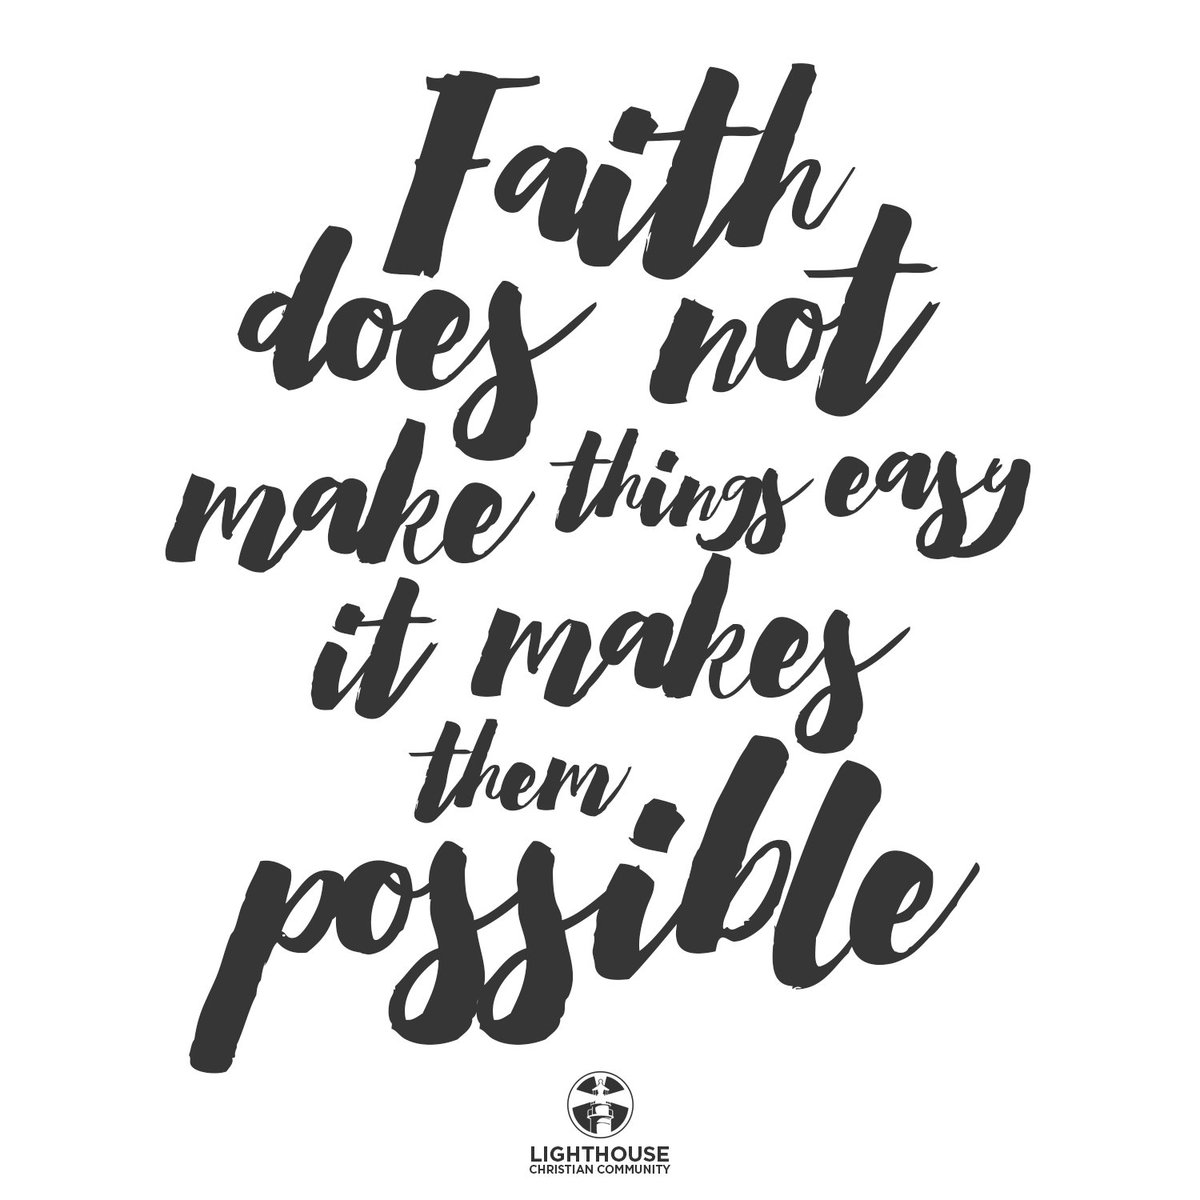 Faith
does not
make things easy
it makes
them
possible
LIGHTHOUSE
CHRISTIAN COMMUNITY